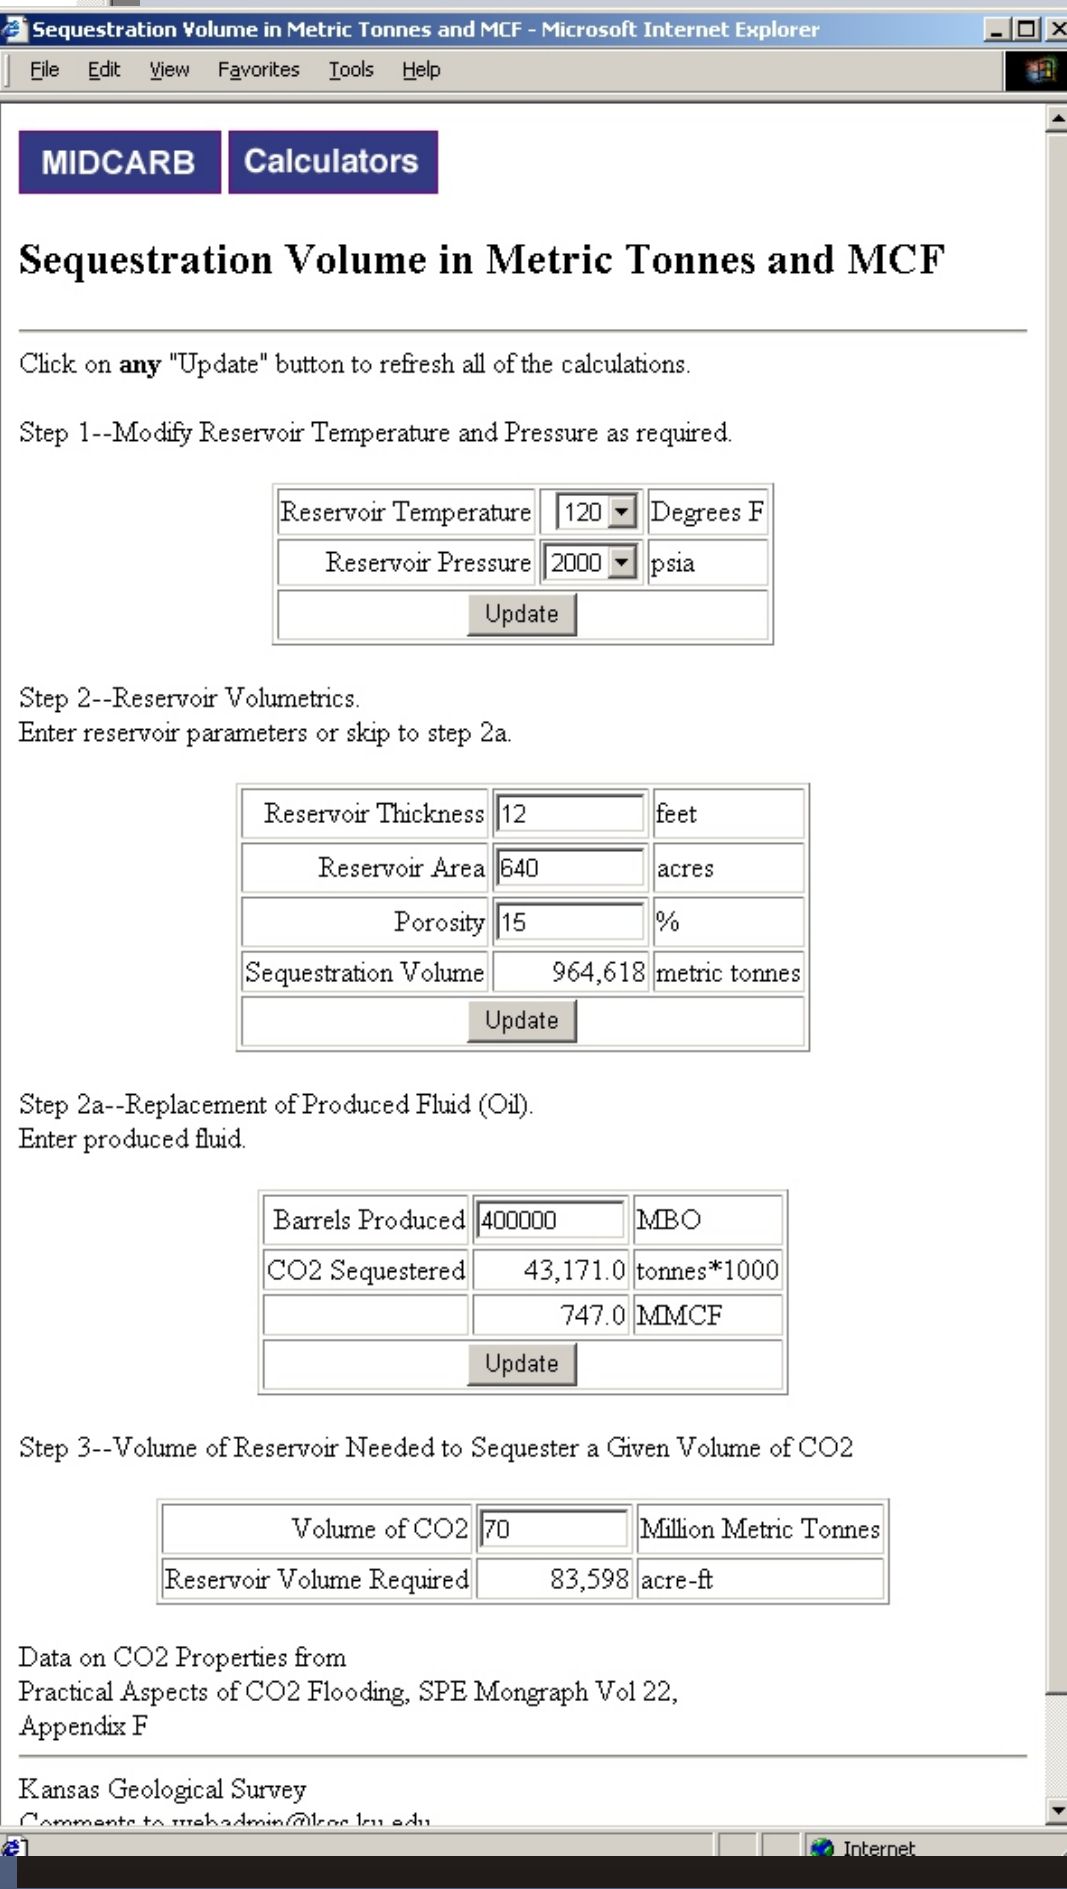 Sequestration Volume in Metric Tonnes and MCF - Microsoft Internet Explorer
File Edit View Favorites Tools Help
MIDCARB Calculators
Sequestration Volume in Metric Tonnes and MCF
Click on any "Update" button to refresh all of the calculations.
Step 1--Modify Reservoir Temperature and Pressure as required.
Reservoir Temperature 120 Degrees F
Reservoir Pressure 2000 psia
Update
Step 2--Reservoir Volumetrics.
Enter reservoir parameters or skip to step 2a.
Reservoir Thickness 12 feet
Reservoir Area 640 acres
Porosity 15 %
Sequestration Volume 964,618 metric tonnes
Update
Step 2a--Replacement of Produced Fluid (Oil).
Enter produced fluid.
Barrels Produced 400000 MBO
CO2 Sequestered 43,171.0 tonnes*1000
747.0 MMCF
Update
Step 3--Volume of Reservoir Needed to Sequester a Given Volume of CO2
Volume of CO2 70 Million Metric Tonnes
Reservoir Volume Required 83,598 acre-ft
Data on CO2 Properties from
Practical Aspects of CO2 Flooding, SPE Mongraph Vol 22,
Appendix F
Kansas Geological Survey
Comments to webadmin@kgs.ku.edu
Internet